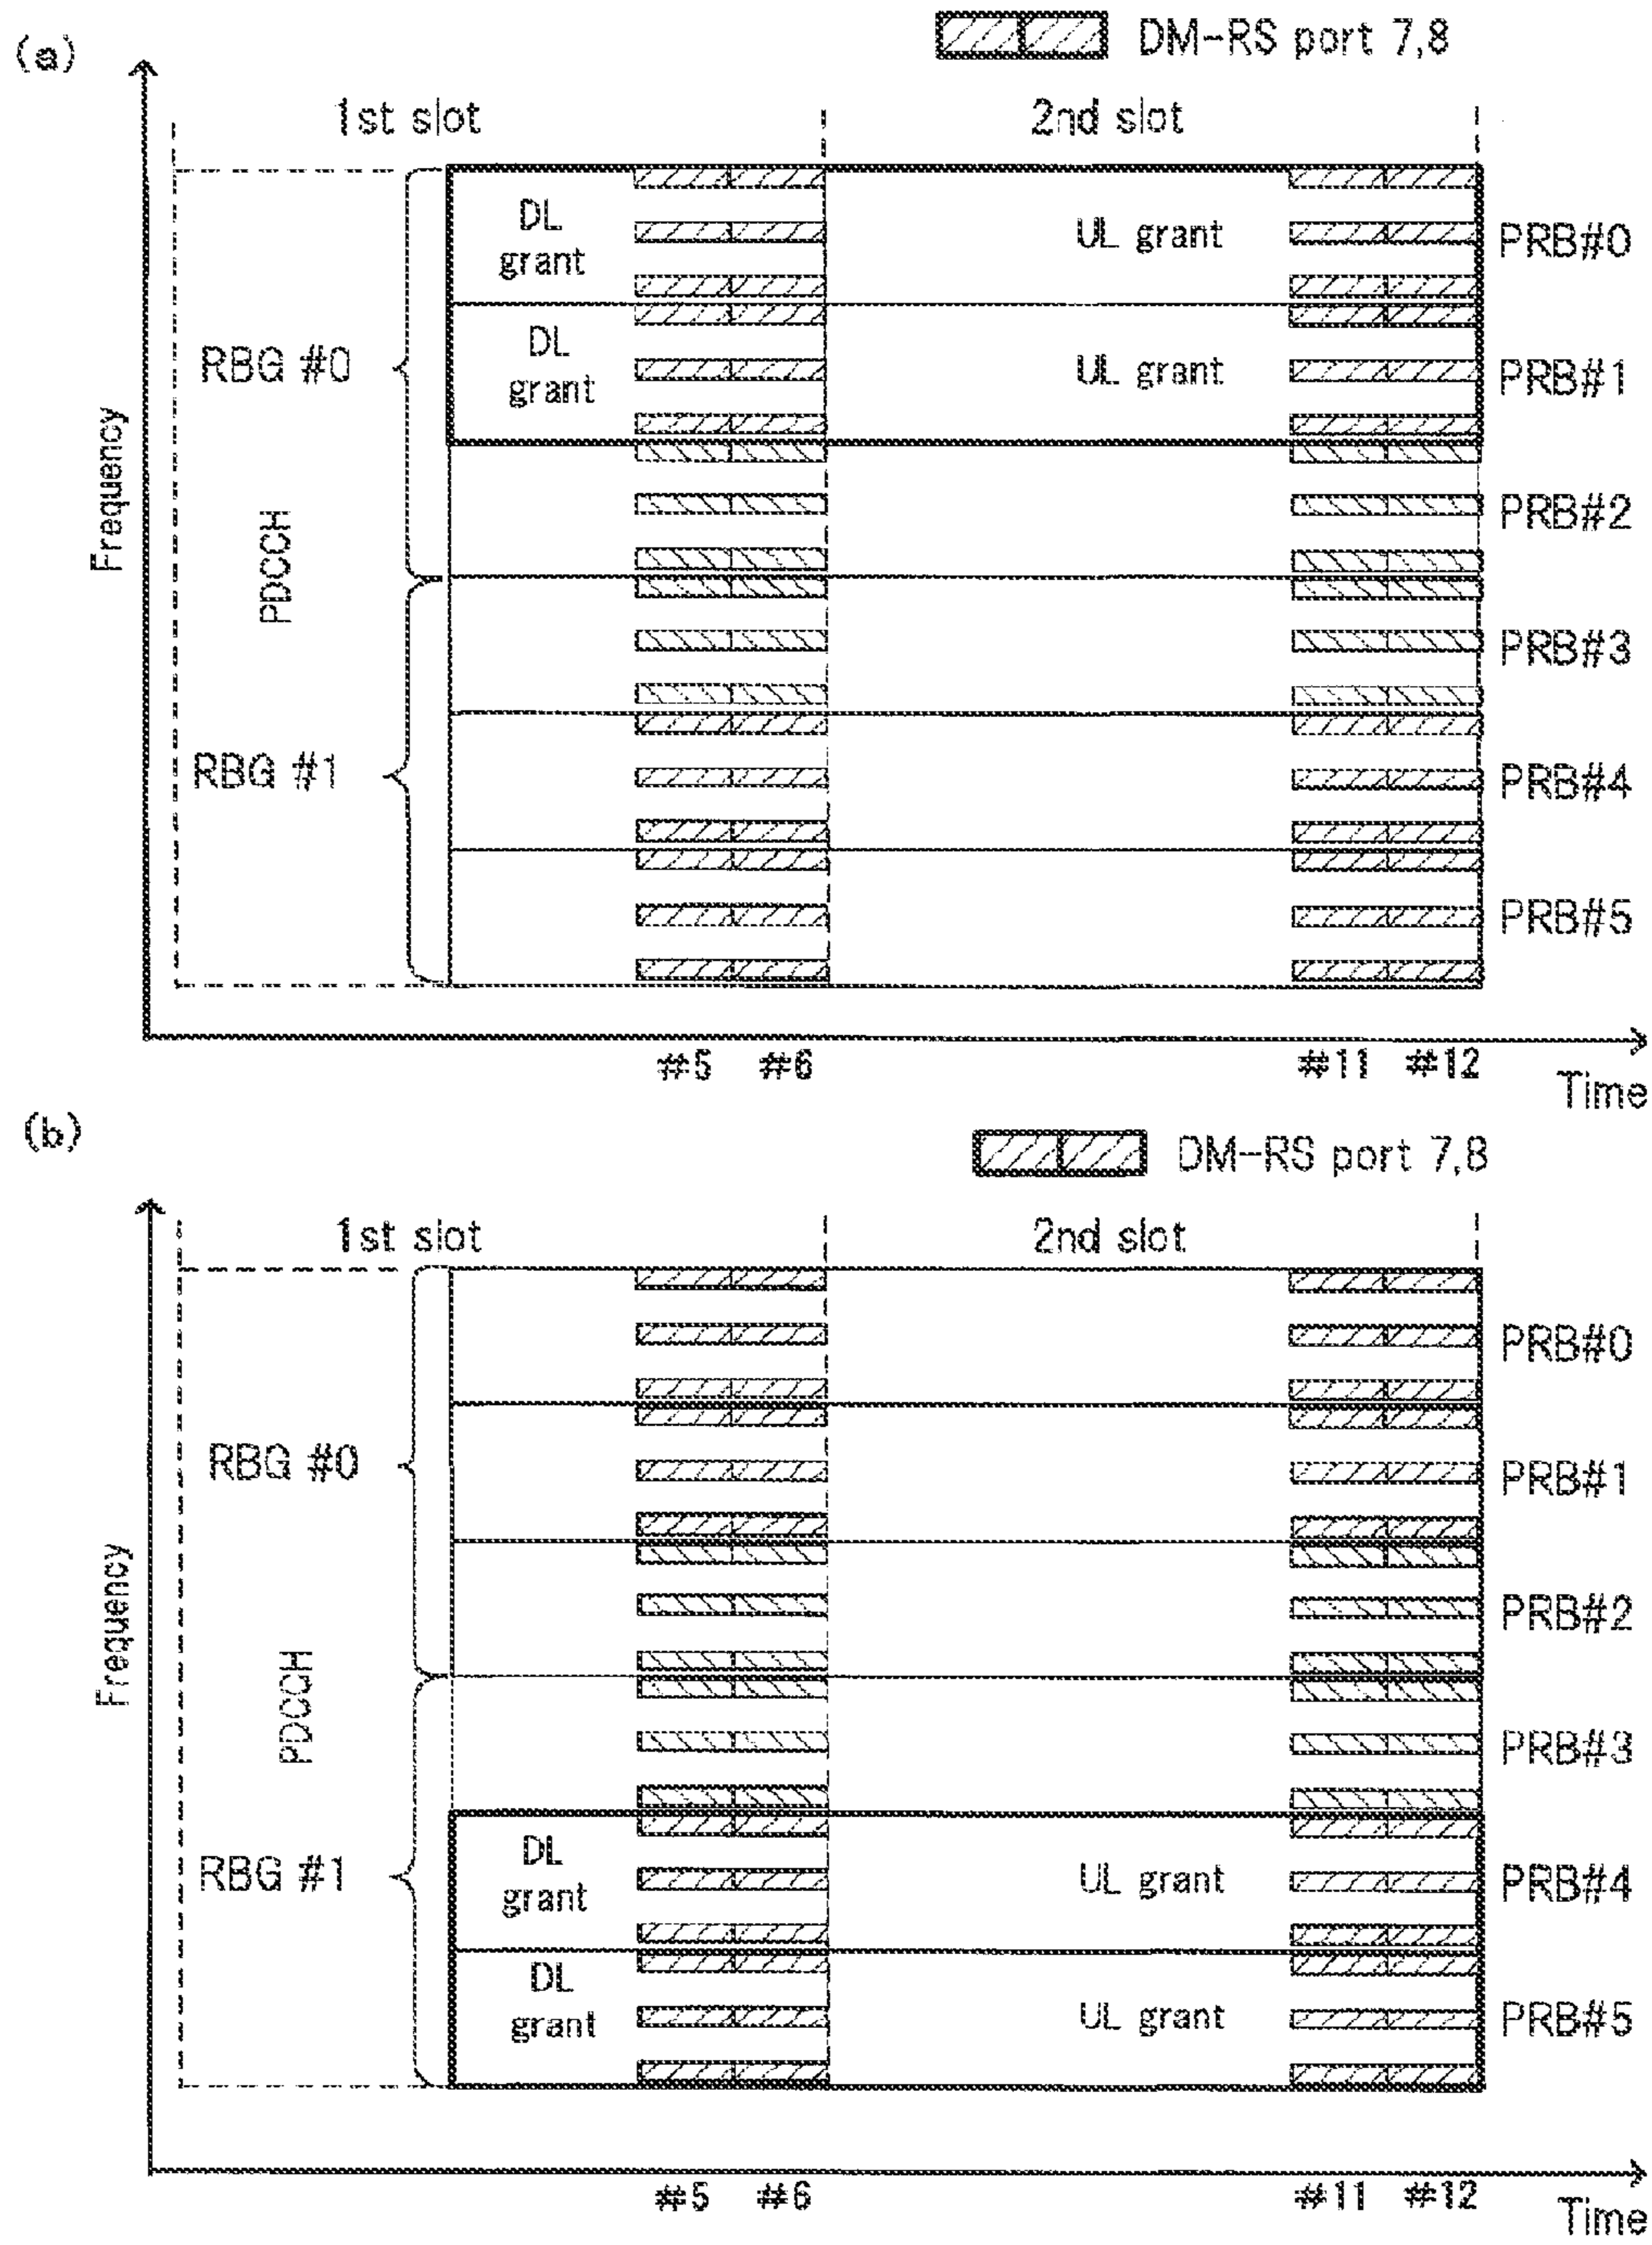 (a)
DM-RS port 7,8
1st slot
2nd slot
DL grant
UL grant
PRB#0
RBG #0
DL grant
UL grant
PRB#1
Frequency
PDCCH
PRB#2
PRB#3
RBG #1
PRB#4
PRB#5
#5 #6 #11 #12
Time
(b)
DM-RS port 7,8
1st slot
2nd slot
PRB#0
RBG #0
PRB#1
Frequency
PDCCH
PRB#2
PRB#3
RBG #1
DL grant
UL grant
PRB#4
DL grant
UL grant
PRB#5
#5 #6 #11 #12
Time